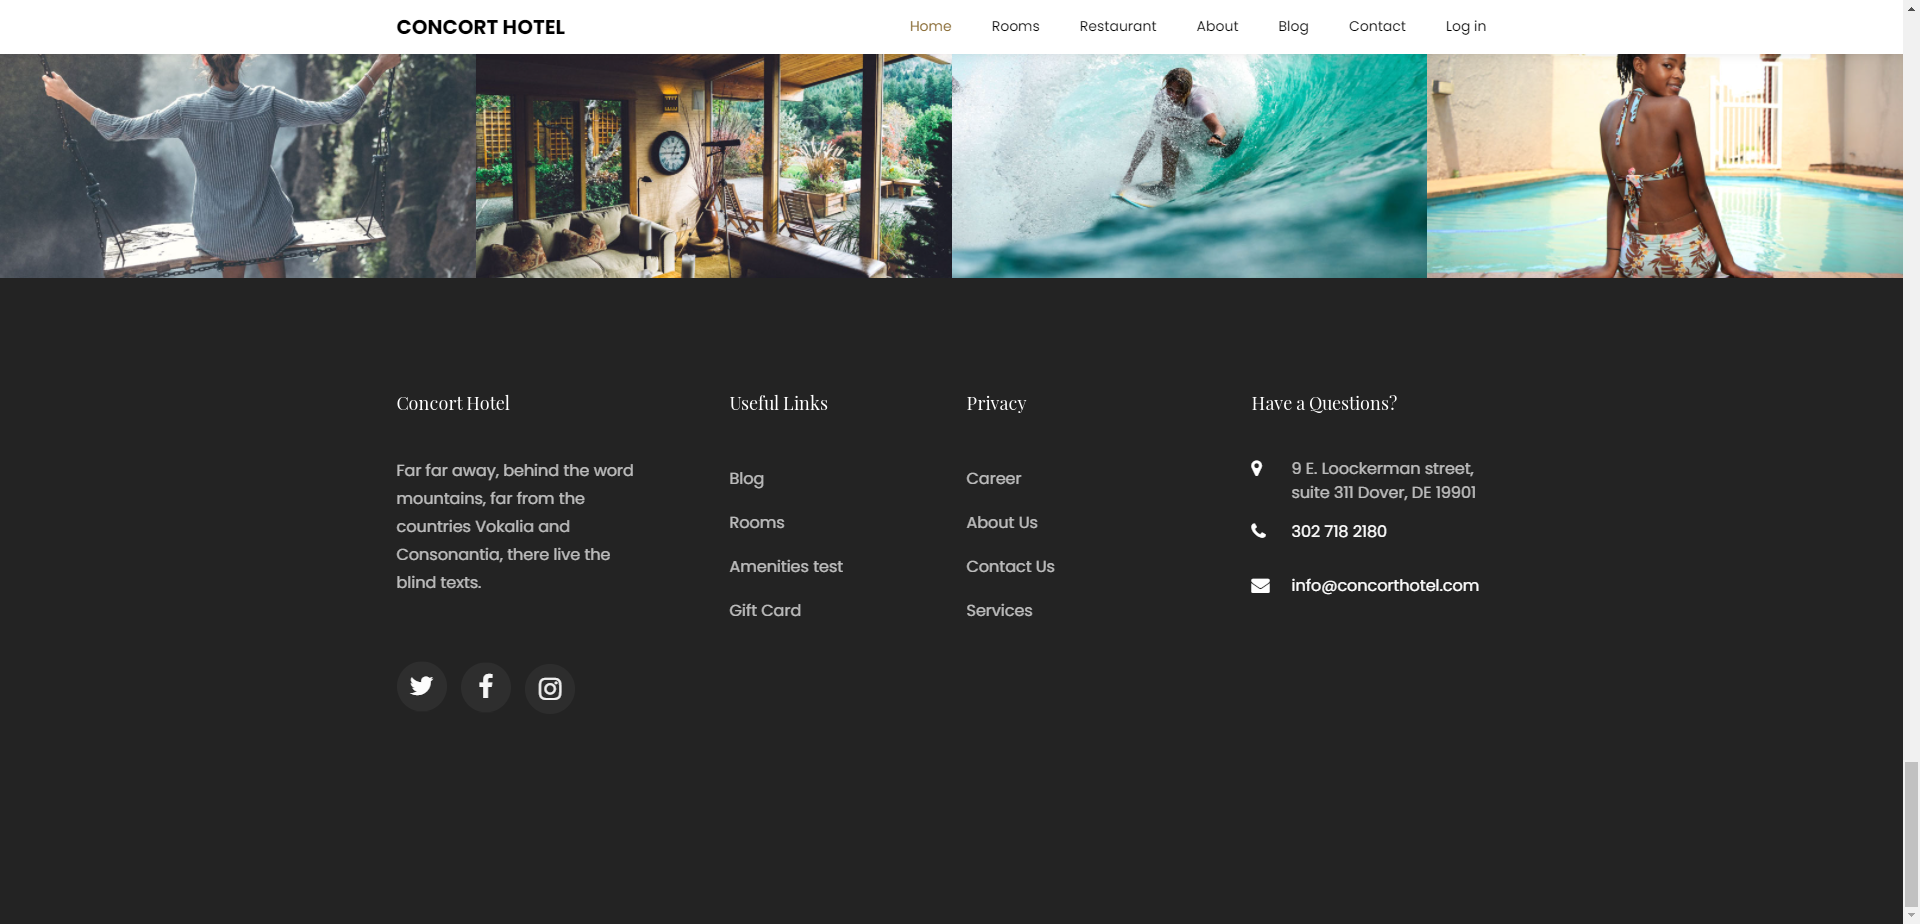 CONCORT HOTEL
Home Rooms Restaurant About Blog Contact Log in
Concort Hotel
Far far away, behind the word
mountains, far from the
countries Vokalia and
Consonantia, there live the
blind texts.
Useful Links
Blog
Rooms
Amenities test
Gift Card
Privacy
Career
About Us
Contact Us
Services
Have a Questions?
9 E. Loockerman street,
suite 311 Dover, DE 19901
302 718 2180
info@concorthotel.com